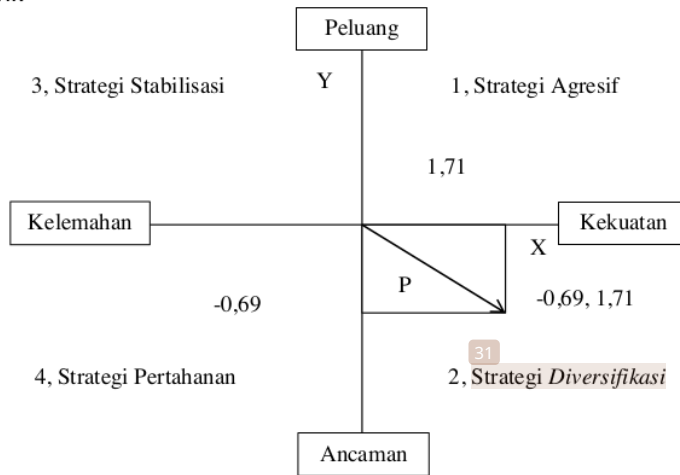 Peluang
3, Strategi Stabilisasi
Y
1, Strategi Agresif
1,71
Kelemahan
Kekuatan
X
P
-0,69
-0,69, 1,71
31
4, Strategi Pertahanan
2, Strategi Diversifikasi
Ancaman